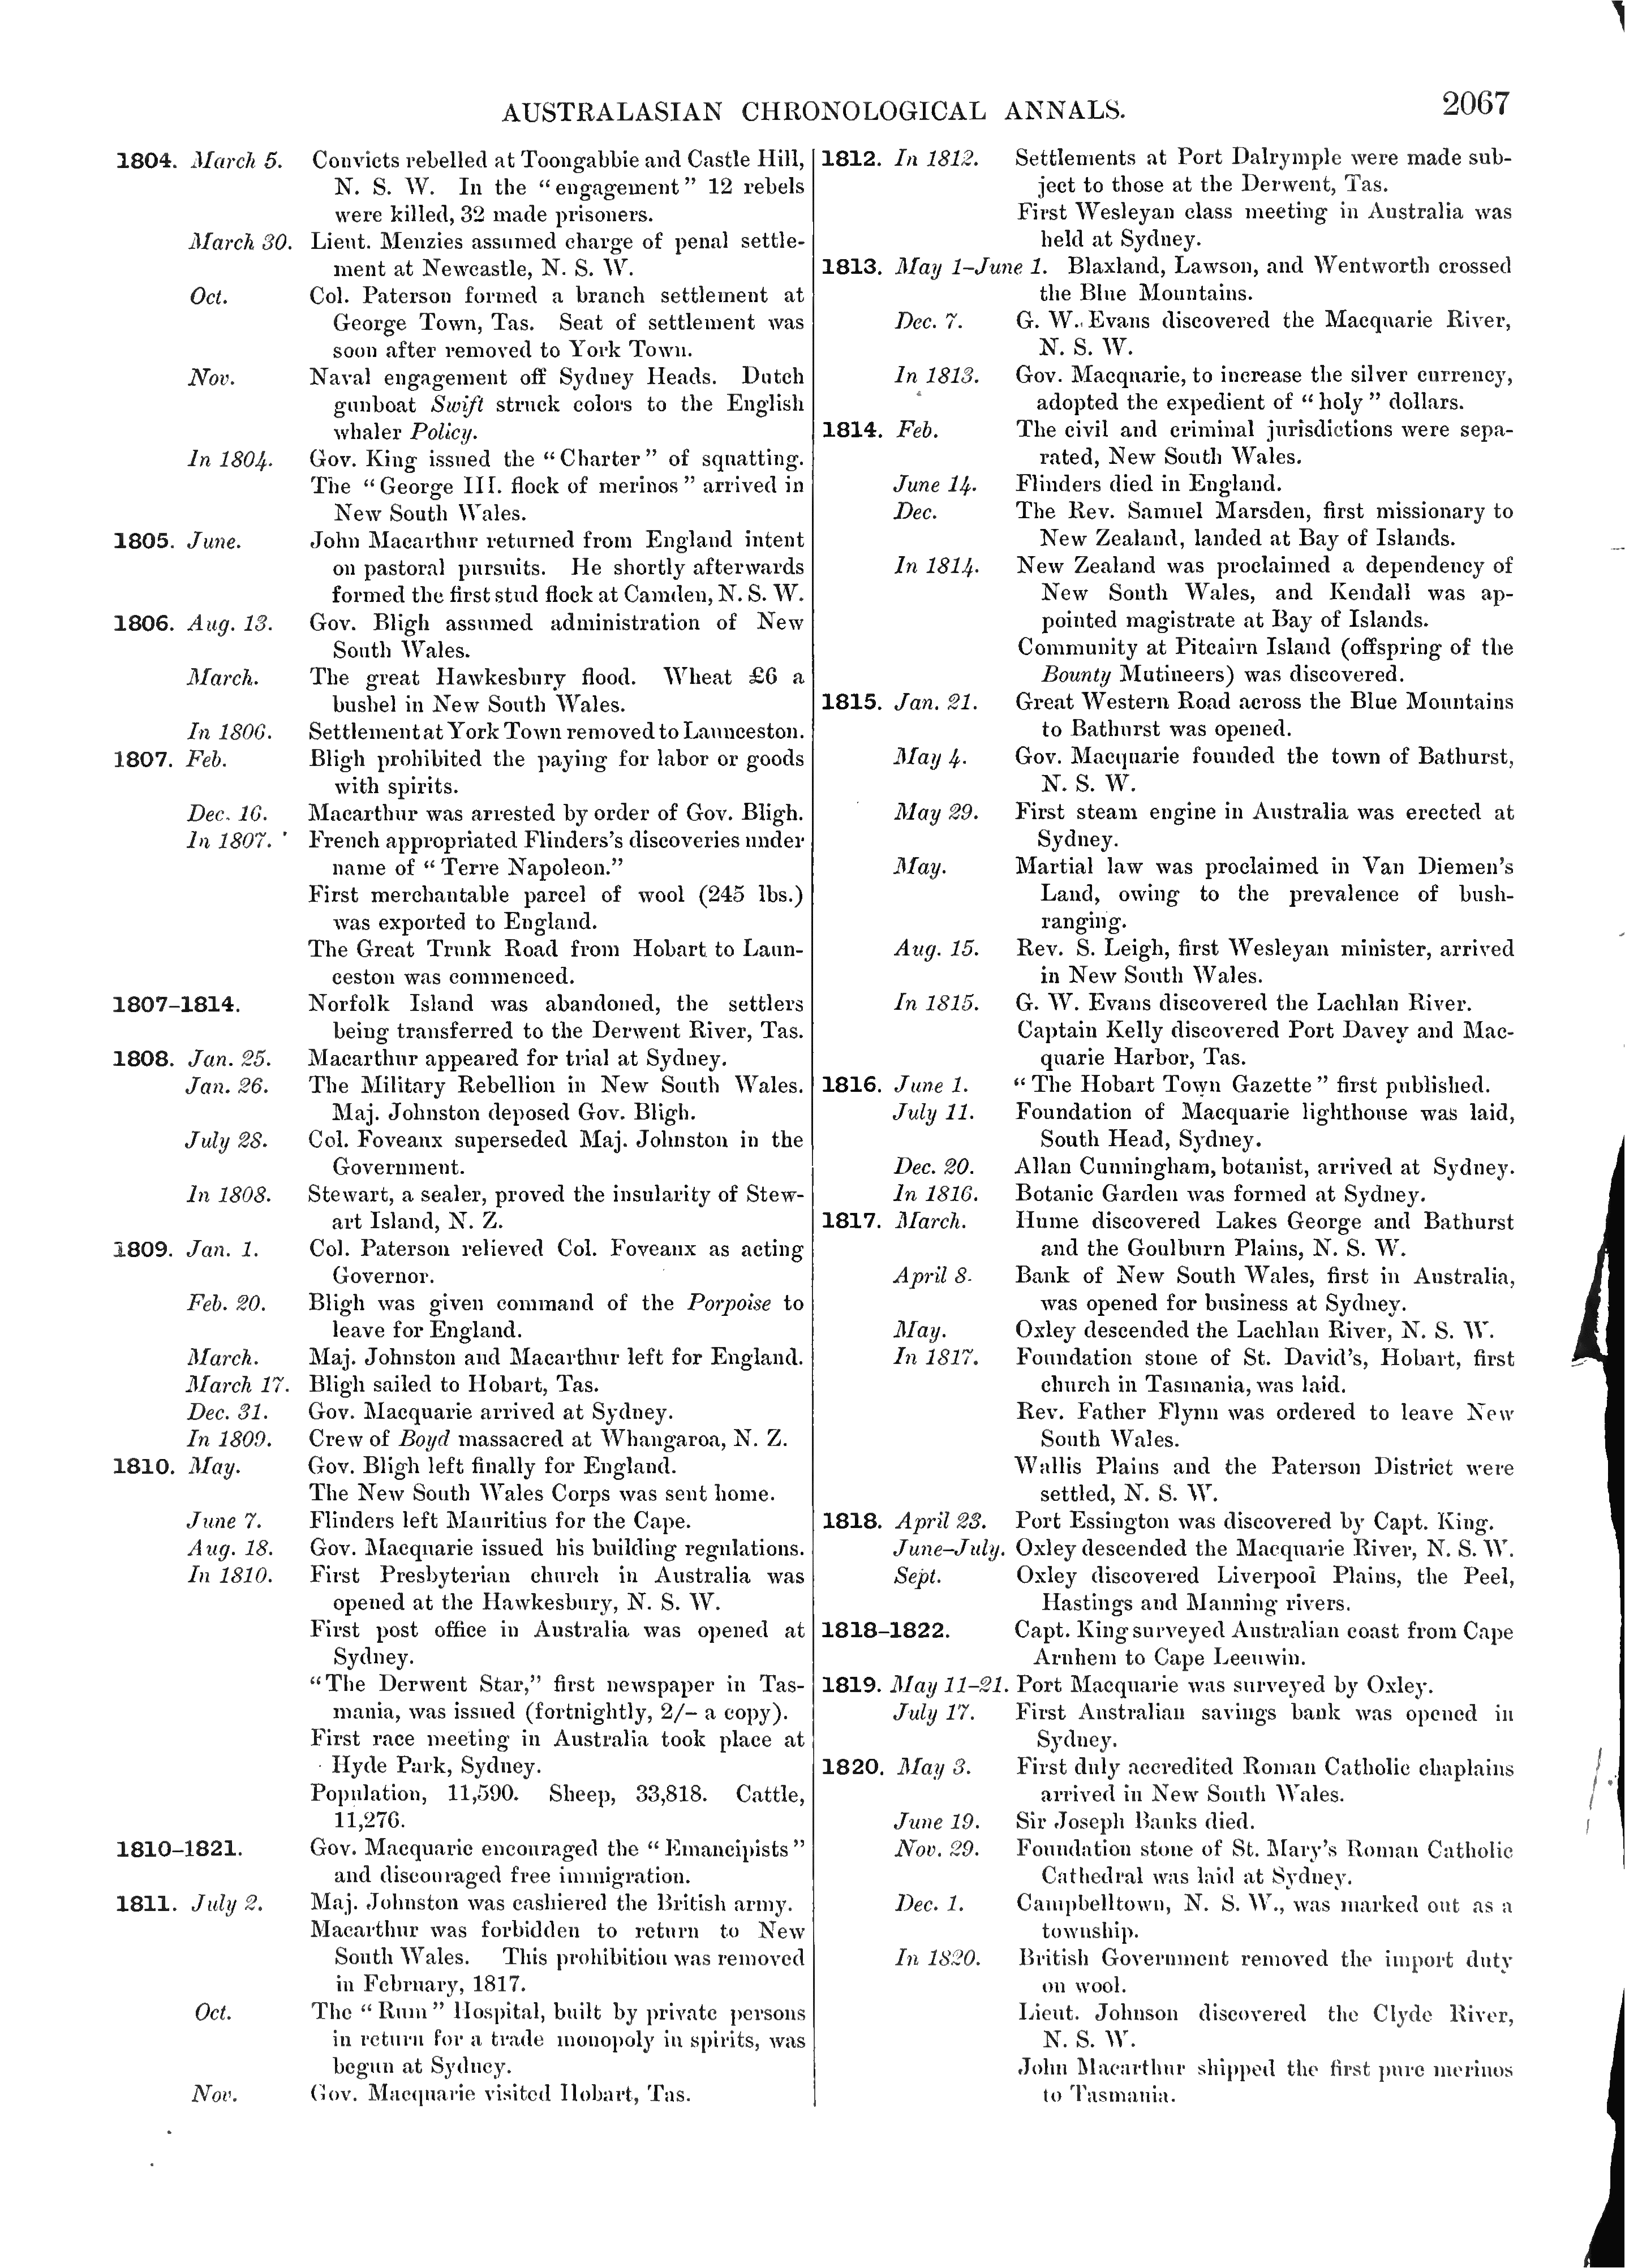 AUSTRALASIAN CHRONOLOGICAL ANNALS. 2067
1804. March 5. Convicts rebelled at Toongabbie and Castle Hill,
N. S. W. In the “engagement” 12 rebels
were killed, 32 made prisoners.
March 30. Lieut. Menzies assumed charge of penal settle-
ment at Newcastle, N. S. W.
Oct. Col. Paterson formed a branch settlement at
George Town, Tas. Seat of settlement was
soon after removed to York Town.
Nov. Naval engagement off Sydney Heads. Dutch
gunboat Swift struck colors to the English
whaler Policy.
In 1804. Gov. King issued the “Charter” of squatting.
The “George III. flock of merinos” arrived in
New South Wales.
1805. June. John Macarthur returned from England intent
on pastoral pursuits. He shortly afterwards
formed the first stud flock at Camden, N. S. W.
1806. Aug. 13. Gov. Bligh assumed administration of New
South Wales.
March. The great Hawkesbury flood. Wheat £6 a
bushel in New South Wales.
In 1806. Settlement at York Town removed to Launceston.
1807. Feb. Bligh prohibited the paying for labor or goods
with spirits.
Dec. 16. Macarthur was arrested by order of Gov. Bligh.
In 1807. French appropriated Flinders’s discoveries under
name of “Terre Napoleon.”
First merchantable parcel of wool (245 lbs.)
was exported to England.
The Great Trunk Road from Hobart to Laun-
ceston was commenced.
1807–1814. Norfolk Island was abandoned, the settlers
being transferred to the Derwent River, Tas.
1808. Jan. 25. Macarthur appeared for trial at Sydney.
Jan. 26. The Military Rebellion in New South Wales.
Maj. Johnston deposed Gov. Bligh.
July 28. Col. Foveaux superseded Maj. Johnston in the
Government.
In 1808. Stewart, a sealer, proved the insularity of Stew-
art Island, N. Z.
1809. Jan. 1. Col. Paterson relieved Col. Foveaux as acting
Governor.
Feb. 20. Bligh was given command of the Porpoise to
leave for England.
March. Maj. Johnston and Macarthur left for England.
March 17. Bligh sailed to Hobart, Tas.
Dec. 31. Gov. Macquarie arrived at Sydney.
In 1809. Crew of Boyd massacred at Whangaroa, N. Z.
1810. May. Gov. Bligh left finally for England.
The New South Wales Corps was sent home.
June 7. Flinders left Mauritius for the Cape.
Aug. 18. Gov. Macquarie issued his building regulations.
In 1810. First Presbyterian church in Australia was
opened at the Hawkesbury, N. S. W.
First post office in Australia was opened at
Sydney.
“The Derwent Star,” first newspaper in Tas-
mania, was issued (fortnightly, 2/– a copy).
First race meeting in Australia took place at
Hyde Park, Sydney.
Population, 11,590. Sheep, 33,818. Cattle,
11,276.
1810–1821. Gov. Macquarie encouraged the “Emancipists”
and discouraged free immigration.
1811. July 2. Maj. Johnston was cashiered the British army.
Macarthur was forbidden to return to New
South Wales. This prohibition was removed
in February, 1817.
Oct. The “Rum” Hospital, built by private persons
in return for a trade monopoly in spirits, was
begun at Sydney.
Nov. Gov. Macquarie visited Hobart, Tas.
1812. In 1812. Settlements at Port Dalrymple were made sub-
ject to those at the Derwent, Tas.
First Wesleyan class meeting in Australia was
held at Sydney.
1813. May 1–June 1. Blaxland, Lawson, and Wentworth crossed
the Blue Mountains.
Dec. 7. G. W. Evans discovered the Macquarie River,
N. S. W.
In 1813. Gov. Macquarie, to increase the silver currency,
adopted the expedient of “holy” dollars.
1814. Feb. The civil and criminal jurisdictions were sepa-
rated, New South Wales.
June 14. Flinders died in England.
Dec. The Rev. Samuel Marsden, first missionary to
New Zealand, landed at Bay of Islands.
In 1814. New Zealand was proclaimed a dependency of
New South Wales, and Kendall was ap-
pointed magistrate at Bay of Islands.
Community at Pitcairn Island (offspring of the
Bounty Mutineers) was discovered.
1815. Jan. 21. Great Western Road across the Blue Mountains
to Bathurst was opened.
May 4. Gov. Macquarie founded the town of Bathurst,
N. S. W.
May 29. First steam engine in Australia was erected at
Sydney.
May. Martial law was proclaimed in Van Diemen’s
Land, owing to the prevalence of bush-
ranging.
Aug. 15. Rev. S. Leigh, first Wesleyan minister, arrived
in New South Wales.
In 1815. G. W. Evans discovered the Lachlan River.
Captain Kelly discovered Port Davey and Mac-
quarie Harbor, Tas.
1816. June 1. “The Hobart Town Gazette” first published.
July 11. Foundation of Macquarie lighthouse was laid,
South Head, Sydney.
Dec. 20. Allan Cunningham, botanist, arrived at Sydney.
In 1816. Botanic Garden was formed at Sydney.
1817. March. Hume discovered Lakes George and Bathurst
and the Goulburn Plains, N. S. W.
April 8. Bank of New South Wales, first in Australia,
was opened for business at Sydney.
May. Oxley descended the Lachlan River, N. S. W.
In 1817. Foundation stone of St. David’s, Hobart, first
church in Tasmania, was laid.
Rev. Father Flynn was ordered to leave New
South Wales.
Wallis Plains and the Paterson District were
settled, N. S. W.
1818. April 23. Port Essington was discovered by Capt. King.
June–July. Oxley descended the Macquarie River, N. S. W.
Sept. Oxley discovered Liverpool Plains, the Peel,
Hastings and Manning rivers.
1818–1822. Capt. King surveyed Australian coast from Cape
Arnhem to Cape Leeuwin.
1819. May 11–21. Port Macquarie was surveyed by Oxley.
July 17. First Australian savings bank was opened in
Sydney.
1820. May 3. First duly accredited Roman Catholic chaplains
arrived in New South Wales.
June 19. Sir Joseph Banks died.
Nov. 29. Foundation stone of St. Mary’s Roman Catholic
Cathedral was laid at Sydney.
Dec. 1. Campbelltown, N. S. W., was marked out as a
township.
In 1820. British Government removed the import duty
on wool.
Lieut. Johnson discovered the Clyde River,
N. S. W.
John Macarthur shipped the first pure merinos
to Tasmania.